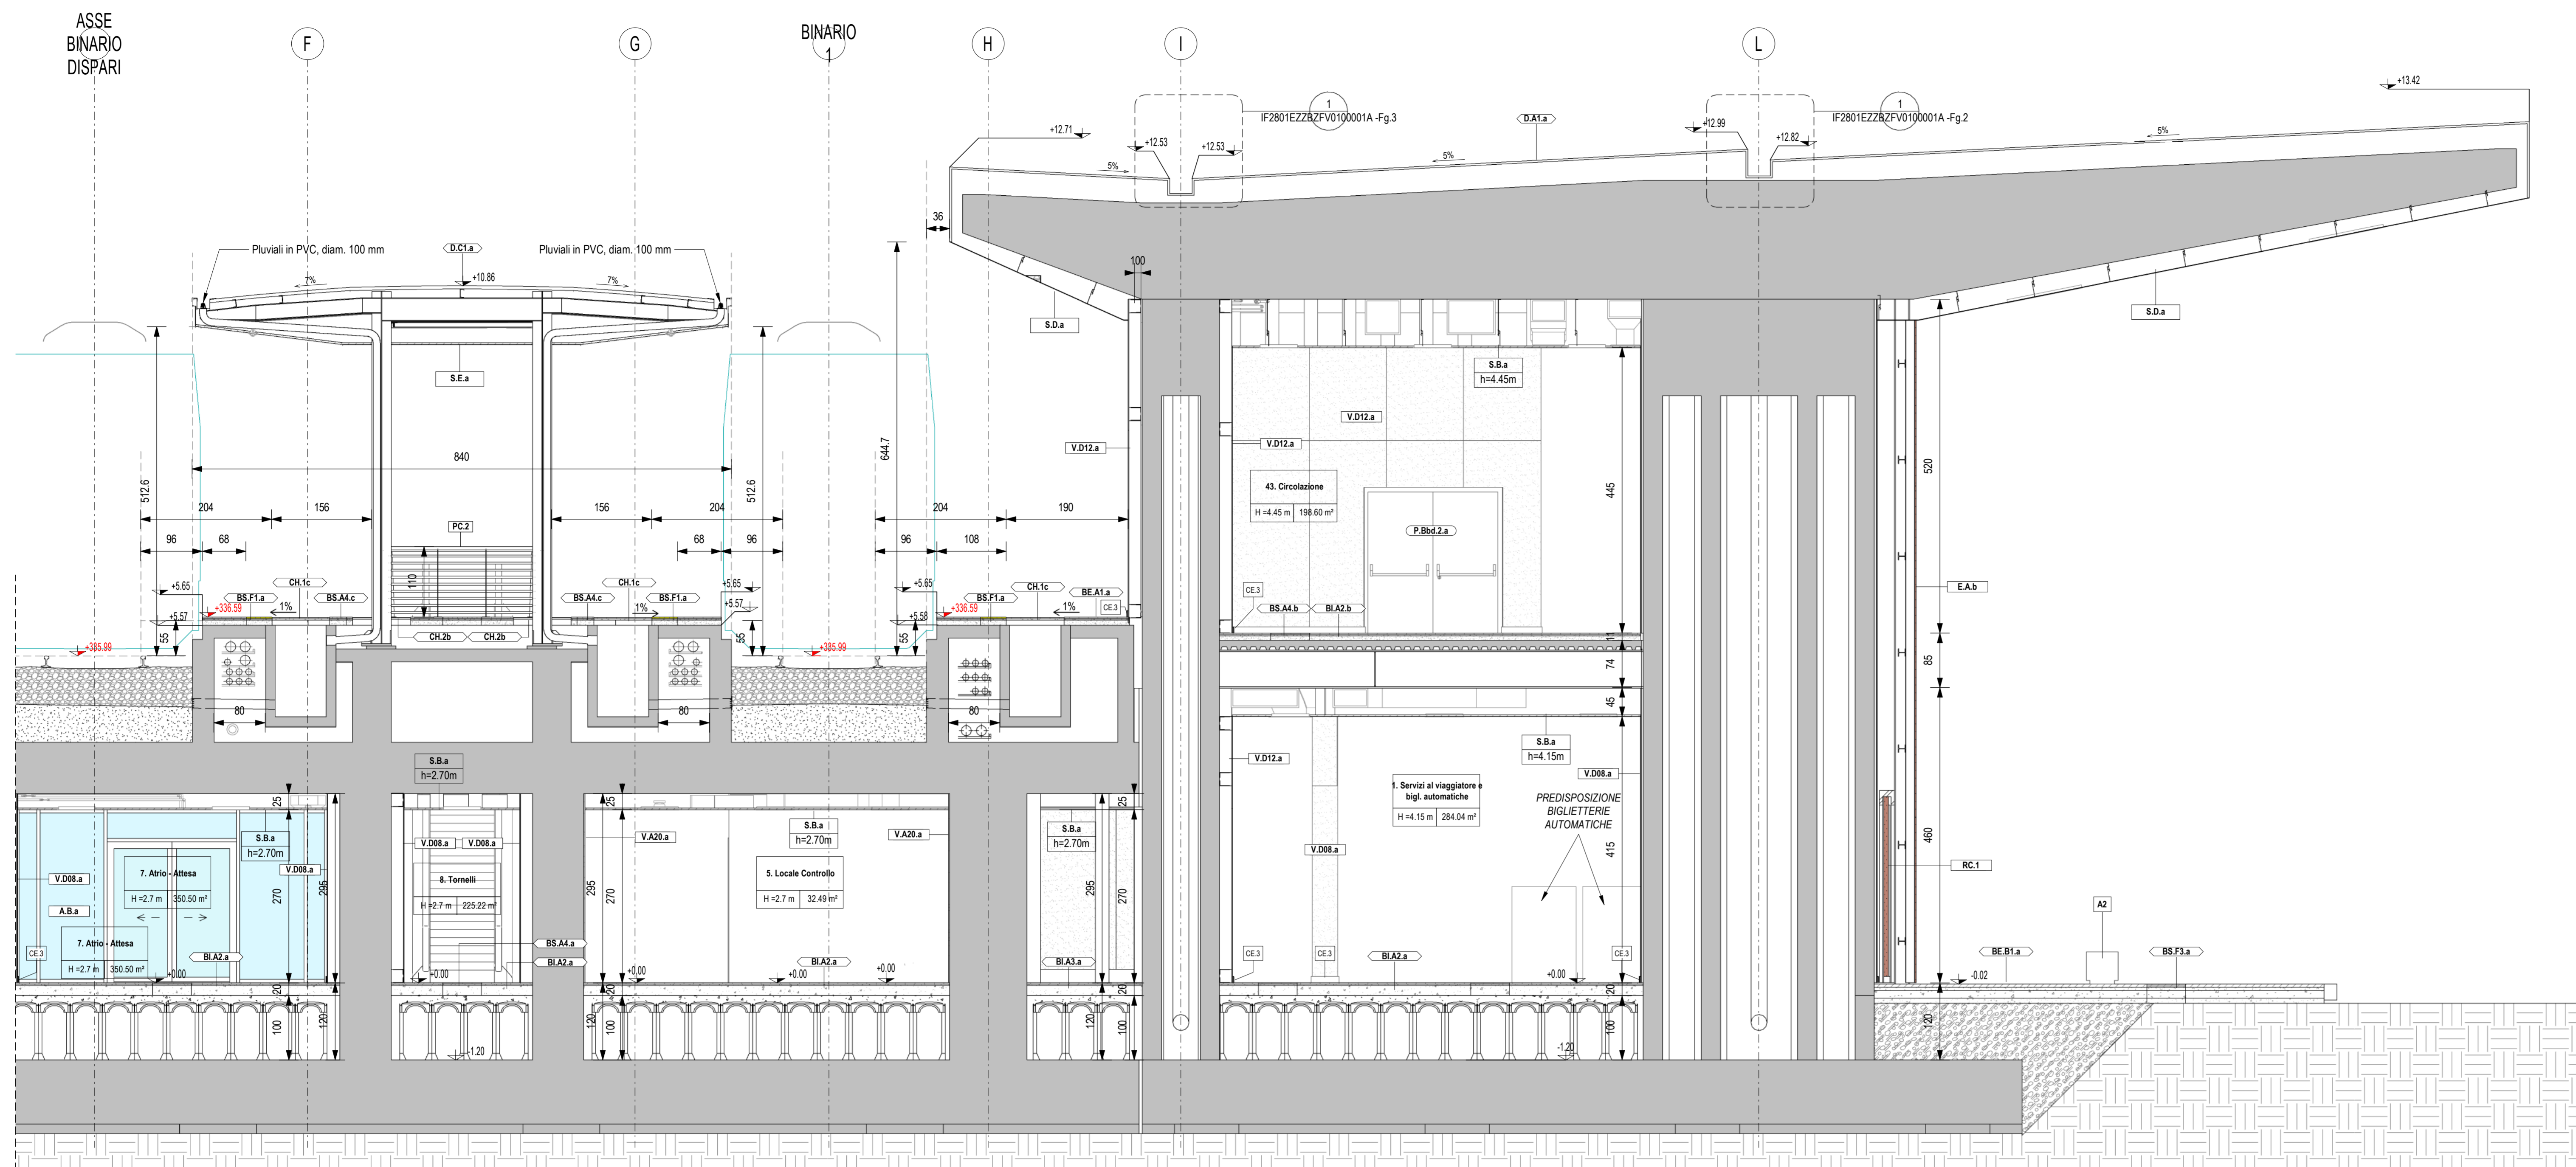 ASSE
BINARIO
DISPARI
F
G
BINARIO
1
H
I
L
+13.42
1
IF2801EZZBZFV0100001A -Fg.3
D.A1.a
1
IF2801EZZBZFV0100001A -Fg.2
+12.71
+12.53
+12.53
+12.99
+12.82
5%
5%
5%
36
Pluviali in PVC, diam. 100 mm
D.C1.a
Pluviali in PVC, diam. 100 mm
7%
+10.86
7%
100
S.D.a
S.D.a
S.E.a
S.B.a
h=4.45m
V.D12.a
V.D12.a
V.D12.a
840
512.6
512.6
644.7
445
520
43. Circolazione
H =4.45 m
198.60 m²
204
156
156
204
204
190
PC.2
P.Bbd.2.a
96
68
68
96
96
108
110
+5.65
CH.1c
CH.1c
+5.65
+5.65
CH.1c
BE.A1.a
CE.3
E.A.b
BS.F1.a
BS.A4.c
BS.A4.c
BS.F1.a
BS.F1.a
CE.3
BS.A4.b
BI.A2.b
+336.59
1%
1%
+336.59
1%
+5.57
+5.57
+5.58
CH.2b
CH.2b
55
55
55
+335.99
+335.99
11
74
85
45
80
80
80
S.B.a
h=2.70m
S.B.a
h=4.15m
V.D12.a
V.D08.a
1. Servizi al viaggiatore e
bigl. automatiche
H =4.15 m
284.04 m²
PREDISPOSIZIONE
BIGLIETTERIE
AUTOMATICHE
25
25
25
S.B.a
h=2.70m
V.D08.a
V.D08.a
V.A20.a
S.B.a
h=2.70m
V.A20.a
S.B.a
h=2.70m
V.D08.a
415
460
RC.1
V.D08.a
V.D08.a
7. Atrio - Attesa
H =2.7 m
350.50 m²
8. Tornelli
H =2.7 m
225.22 m²
5. Locale Controllo
H =2.7 m
32.49 m²
295
270
295
270
295
270
A.B.a
A2
7. Atrio - Attesa
H =2.7 m
350.50 m²
CE.3
BI.A2.a
BS.A4.a
BI.A2.a
BI.A2.a
BI.A3.a
CE.3
CE.3
BI.A2.a
CE.3
BE.B1.a
BS.F3.a
+0.00
+0.00
+0.00
+0.00
+0.00
+0.00
-0.02
20
20
20
20
100
120
120
100
120
100
100
120
-1.20
-1.20